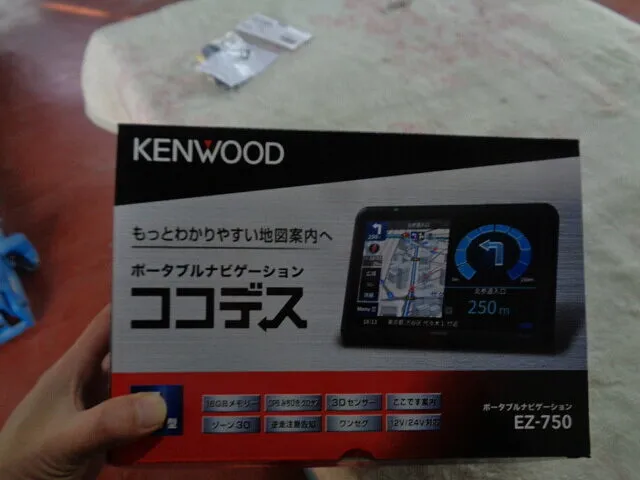 KENWOOD
もっとわかりやすい地図案内へ
ポータブルナビゲーション
ココデス
250m
Menu
型
16GBメモリー
3Dセンサー
ここです案内
ゾーン30
逆走注意告知
ワンセグ
12V/24V対応
ポータブルナビゲーション
EZ-750